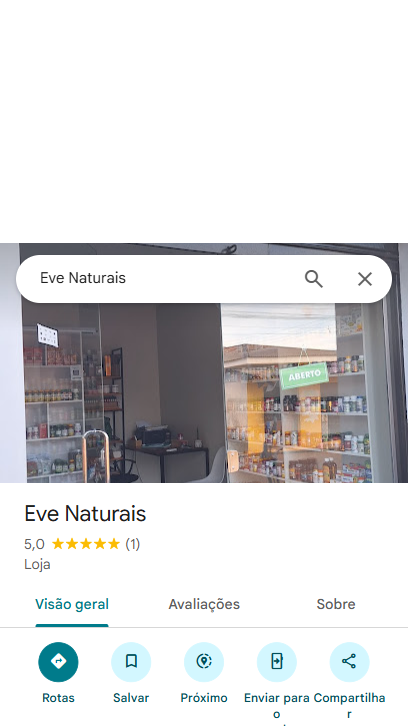 Eve Naturais
ABERTO
Eve Naturais
5,0 (1)
Loja
Visão geral Avaliações Sobre
Rotas Salvar Próximo Enviar para o Compartilhar